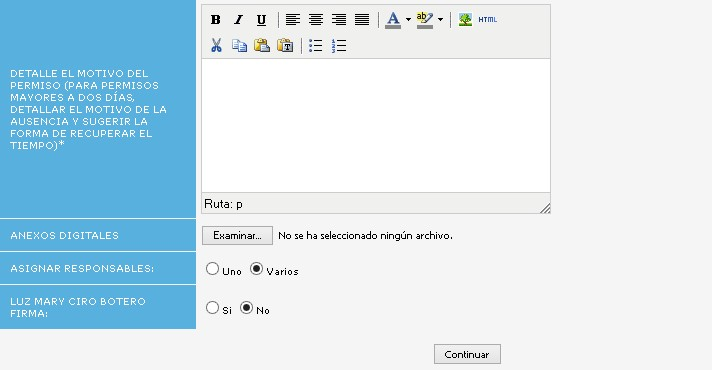 B I U A ab HTML
DETALLE EL MOTIVO DEL
PERMISO (PARA PERMISOS
MAYORES A DOS DÍAS,
DETALLAR EL MOTIVO DE LA
AUSENCIA Y SUGERIR LA
FORMA DE RECUPERAR EL
TIEMPO)*
Ruta: p
ANEXOS DIGITALES
Examinar... No se ha seleccionado ningún archivo.
ASIGNAR RESPONSABLES:
Uno Varios
LUZ MARY CIRO BOTERO
FIRMA:
Si No
Continuar